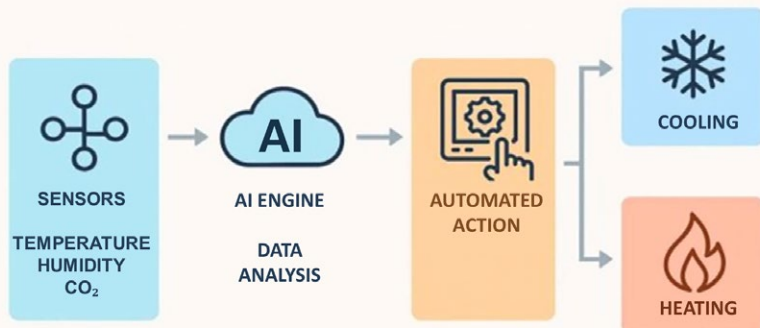 SENSORS
TEMPERATURE
HUMIDITY
CO₂
AI
AI ENGINE
DATA
ANALYSIS
AUTOMATED
ACTION
COOLING
HEATING